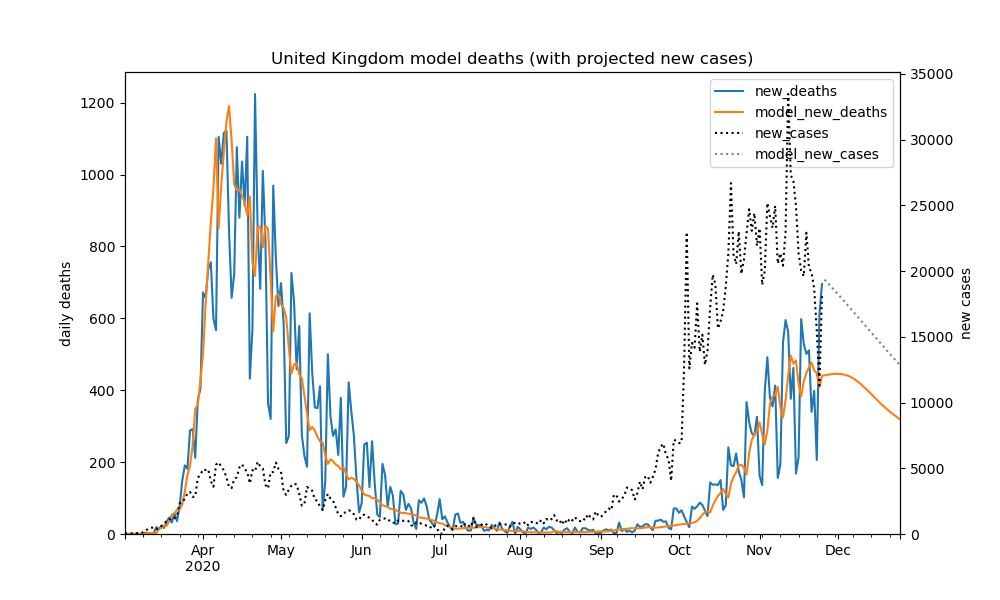 United Kingdom model deaths (with projected new cases)
new_deaths
model_new_deaths
new_cases
model_new_cases
daily deaths
1200
1000
800
600
400
200
0
35000
30000
25000
20000
15000
10000
5000
0
new cases
Apr May Jun Jul Aug Sep Oct Nov Dec
2020